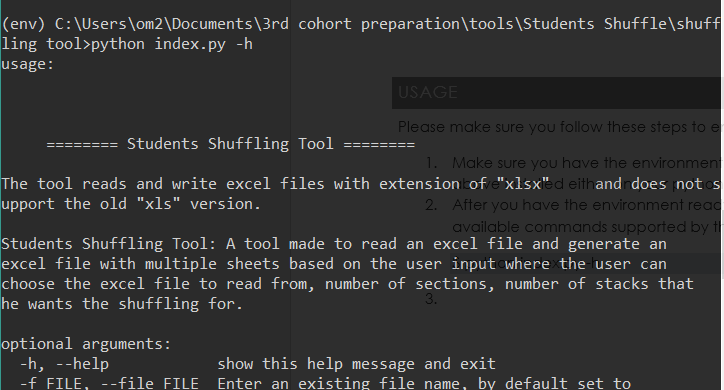 (env) C:\Users\om2\Documents\3rd cohort preparation\tools\Students Shuffle\shuff
ling tool>python index.py -h
usage:
USAGE
Please make sure you follow these steps to e
======== Students Shuffling Tool ========
1. Make sure you have the environment
The tool reads and write excel files with extension of "xlsx" and does not s
upport the old "xls" version.
2. After you have the environment read
available commands supported by th
Students Shuffling Tool: A tool made to read an excel file and generate an
excel file with multiple sheets based on the user input where the user can
choose the excel file to read from, number of sections, number of stacks that
he wants the shuffling for.
3.
optional arguments:
-h, --help show this help message and exit
-f FILE, --file FILE Enter an existing file name, by default set to